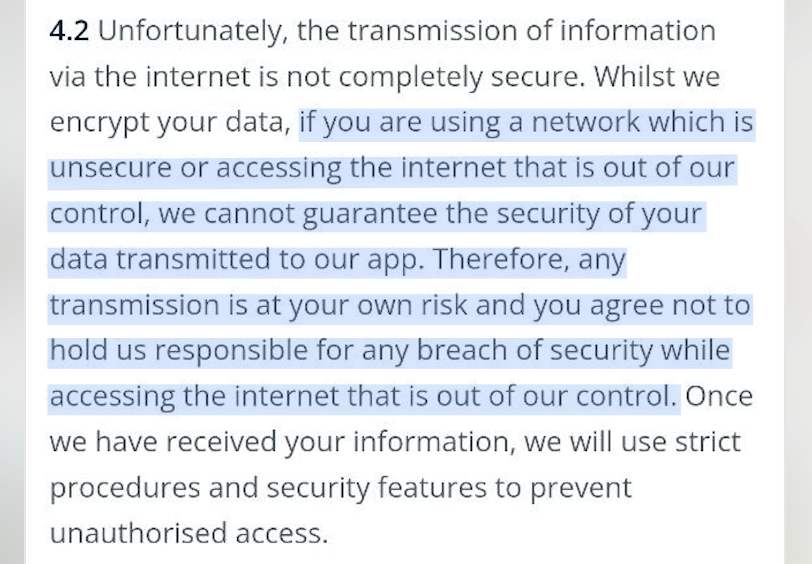 4.2 Unfortunately, the transmission of information
via the internet is not completely secure. Whilst we
encrypt your data, if you are using a network which is
unsecure or accessing the internet that is out of our
control, we cannot guarantee the security of your
data transmitted to our app. Therefore, any
transmission is at your own risk and you agree not to
hold us responsible for any breach of security while
accessing the internet that is out of our control. Once
we have received your information, we will use strict
procedures and security features to prevent
unauthorised access.